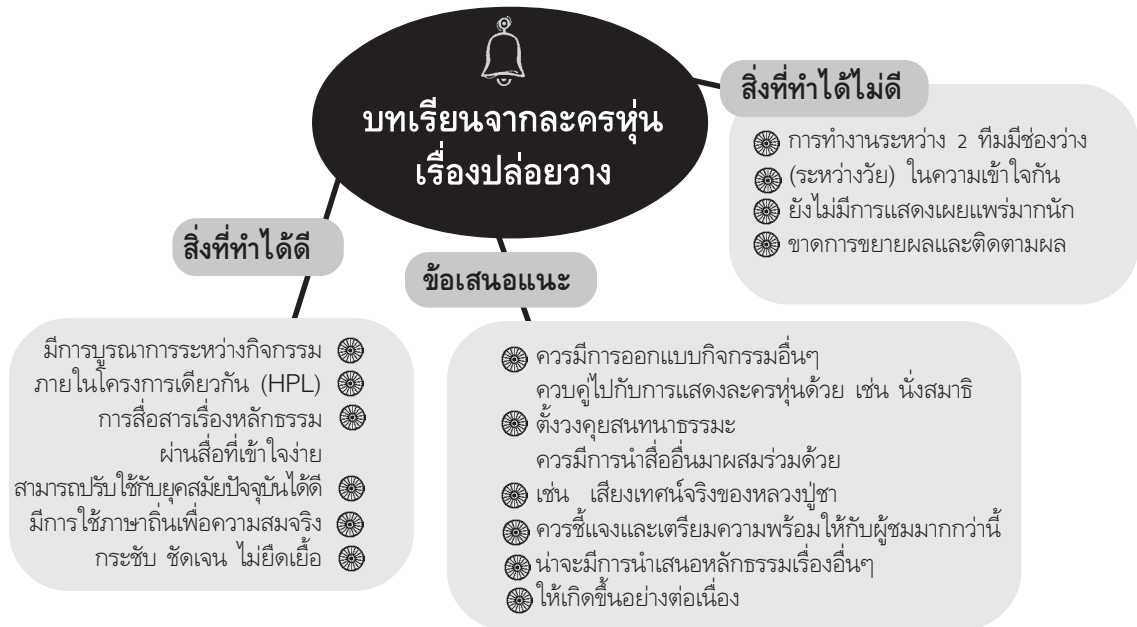 บทเรียนจากละครหุ่น
เรื่องปล่อยวาง
สิ่งที่ทำได้ไม่ดี
การทำงานระหว่าง 2 ทีมมีช่องว่าง
(ระหว่างวัย) ในความเข้าใจกัน
ยังไม่มีการแสดงเผยแพร่มากนัก
ขาดการขยายผลและติดตามผล
สิ่งที่ทำได้ดี
มีการบูรณาการระหว่างกิจกรรม
ภายในโครงการเดียวกัน (HPL)
การสื่อสารเรื่องหลักธรรม
ผ่านสื่อที่เข้าใจง่าย
สามารถปรับใช้กับยุคสมัยปัจจุบันได้ดี
มีการใช้ภาษาถิ่นเพื่อความสมจริง
กระชับ ชัดเจน ไม่ยืดเยื้อ
ข้อเสนอแนะ
ควรมีการออกแบบกิจกรรมอื่นๆ
ควบคู่ไปกับการแสดงละครหุ่นด้วย เช่น นั่งสมาธิ
ตั้งวงคุยสนทนาธรรมะ
ควรมีการนำสื่ออื่นมาผสมร่วมด้วย
เช่น เสียงเทศน์จริงของหลวงปู่ชา
ควรชี้แจงและเตรียมความพร้อมให้กับผู้ชมมากกว่านี้
น่าจะมีการนำเสนอหลักธรรมเรื่องอื่นๆ
ให้เกิดขึ้นอย่างต่อเนื่อง